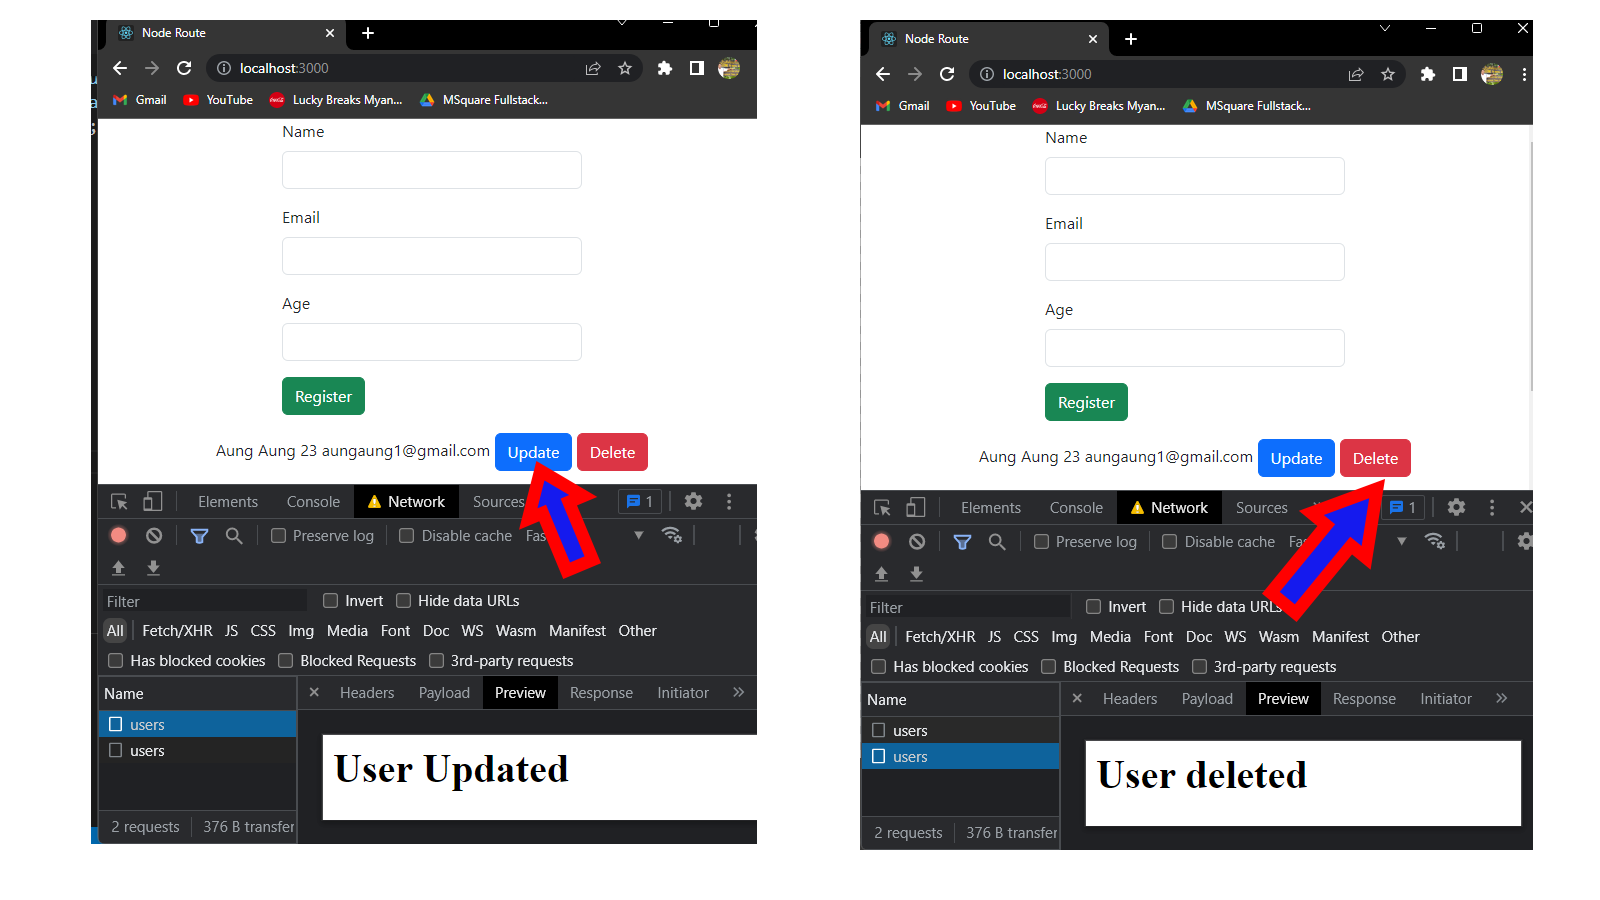 Node Route
localhost:3000
Gmail YouTube Lucky Breaks Myan... MSquare Fullstack...
Name
Email
Age
Register
Aung Aung 23 aungaung1@gmail.com Update Delete
Elements Console Network Sources 1
Preserve log Disable cache
Filter Invert Hide data URLs
All Fetch/XHR JS CSS Img Media Font Doc WS Wasm Manifest Other
Has blocked cookies Blocked Requests 3rd-party requests
Name Headers Payload Preview Response Initiator
users
users
User Updated
2 requests 376 B transfer
Node Route
localhost:3000
Gmail YouTube Lucky Breaks Myan... MSquare Fullstack...
Name
Email
Age
Register
Aung Aung 23 aungaung1@gmail.com Update Delete
Elements Console Network Sources 1
Preserve log Disable cache
Filter Invert Hide data URLs
All Fetch/XHR JS CSS Img Media Font Doc WS Wasm Manifest Other
Has blocked cookies Blocked Requests 3rd-party requests
Name Headers Payload Preview Response Initiator
users
users
User deleted
2 requests 376 B transfer